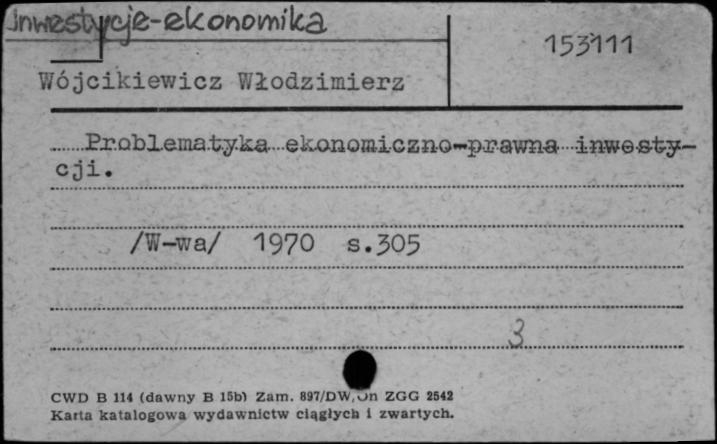 Inwestycje-ekonomika
153111
Wójcikiewicz Włodzimierz
Problematyka ekonomiczno-prawna inwesty-
cji.
/W-wa/ 1970 s.305
3
CWD B 114 (dawny B 15b) Zam. 897/DW, ZGG 2542
Karta katalogowa wydawnictw ciągłych i zwartych.